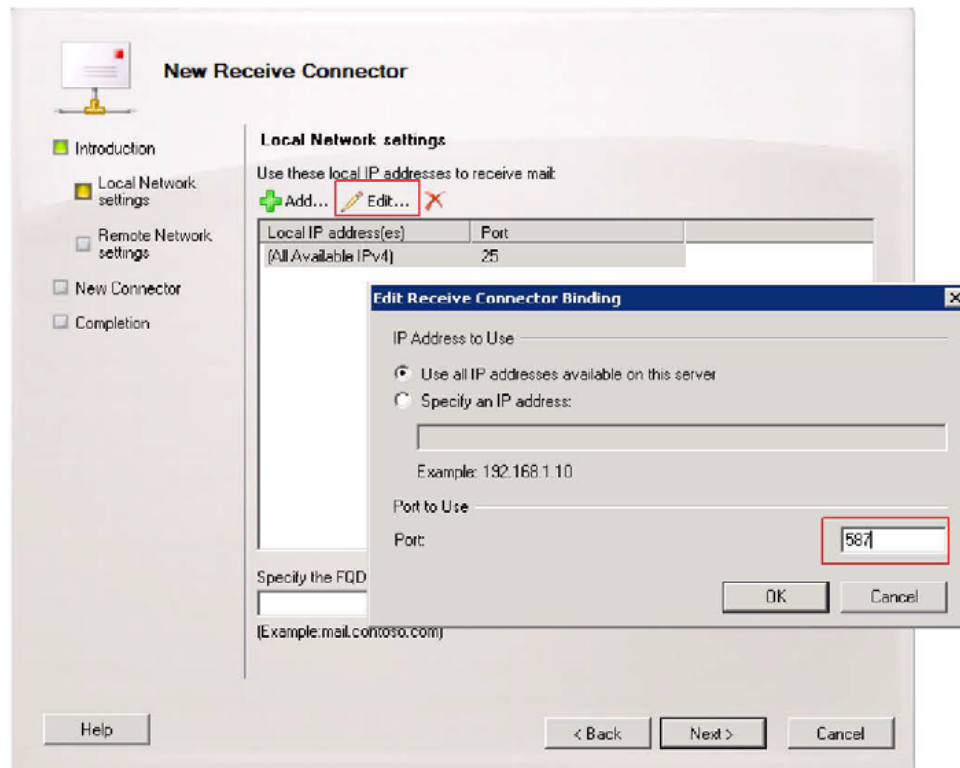 New Receive Connector
Introduction
Local Network
settings
Remote Network
settings
New Connector
Completion
Local Network settings
Use these local IP addresses to receive mail:
Add... Edit...
Local IP address(es) Port
(All Available IPv4) 25
Edit Receive Connector Binding
IP Address to Use
Use all IP addresses available on this server
Specify an IP address:
Example: 192.168.1.10
Port to Use
Port: 587
OK Cancel
Specify the FQD
(Example:mail.contoso.com)
Help < Back Next > Cancel